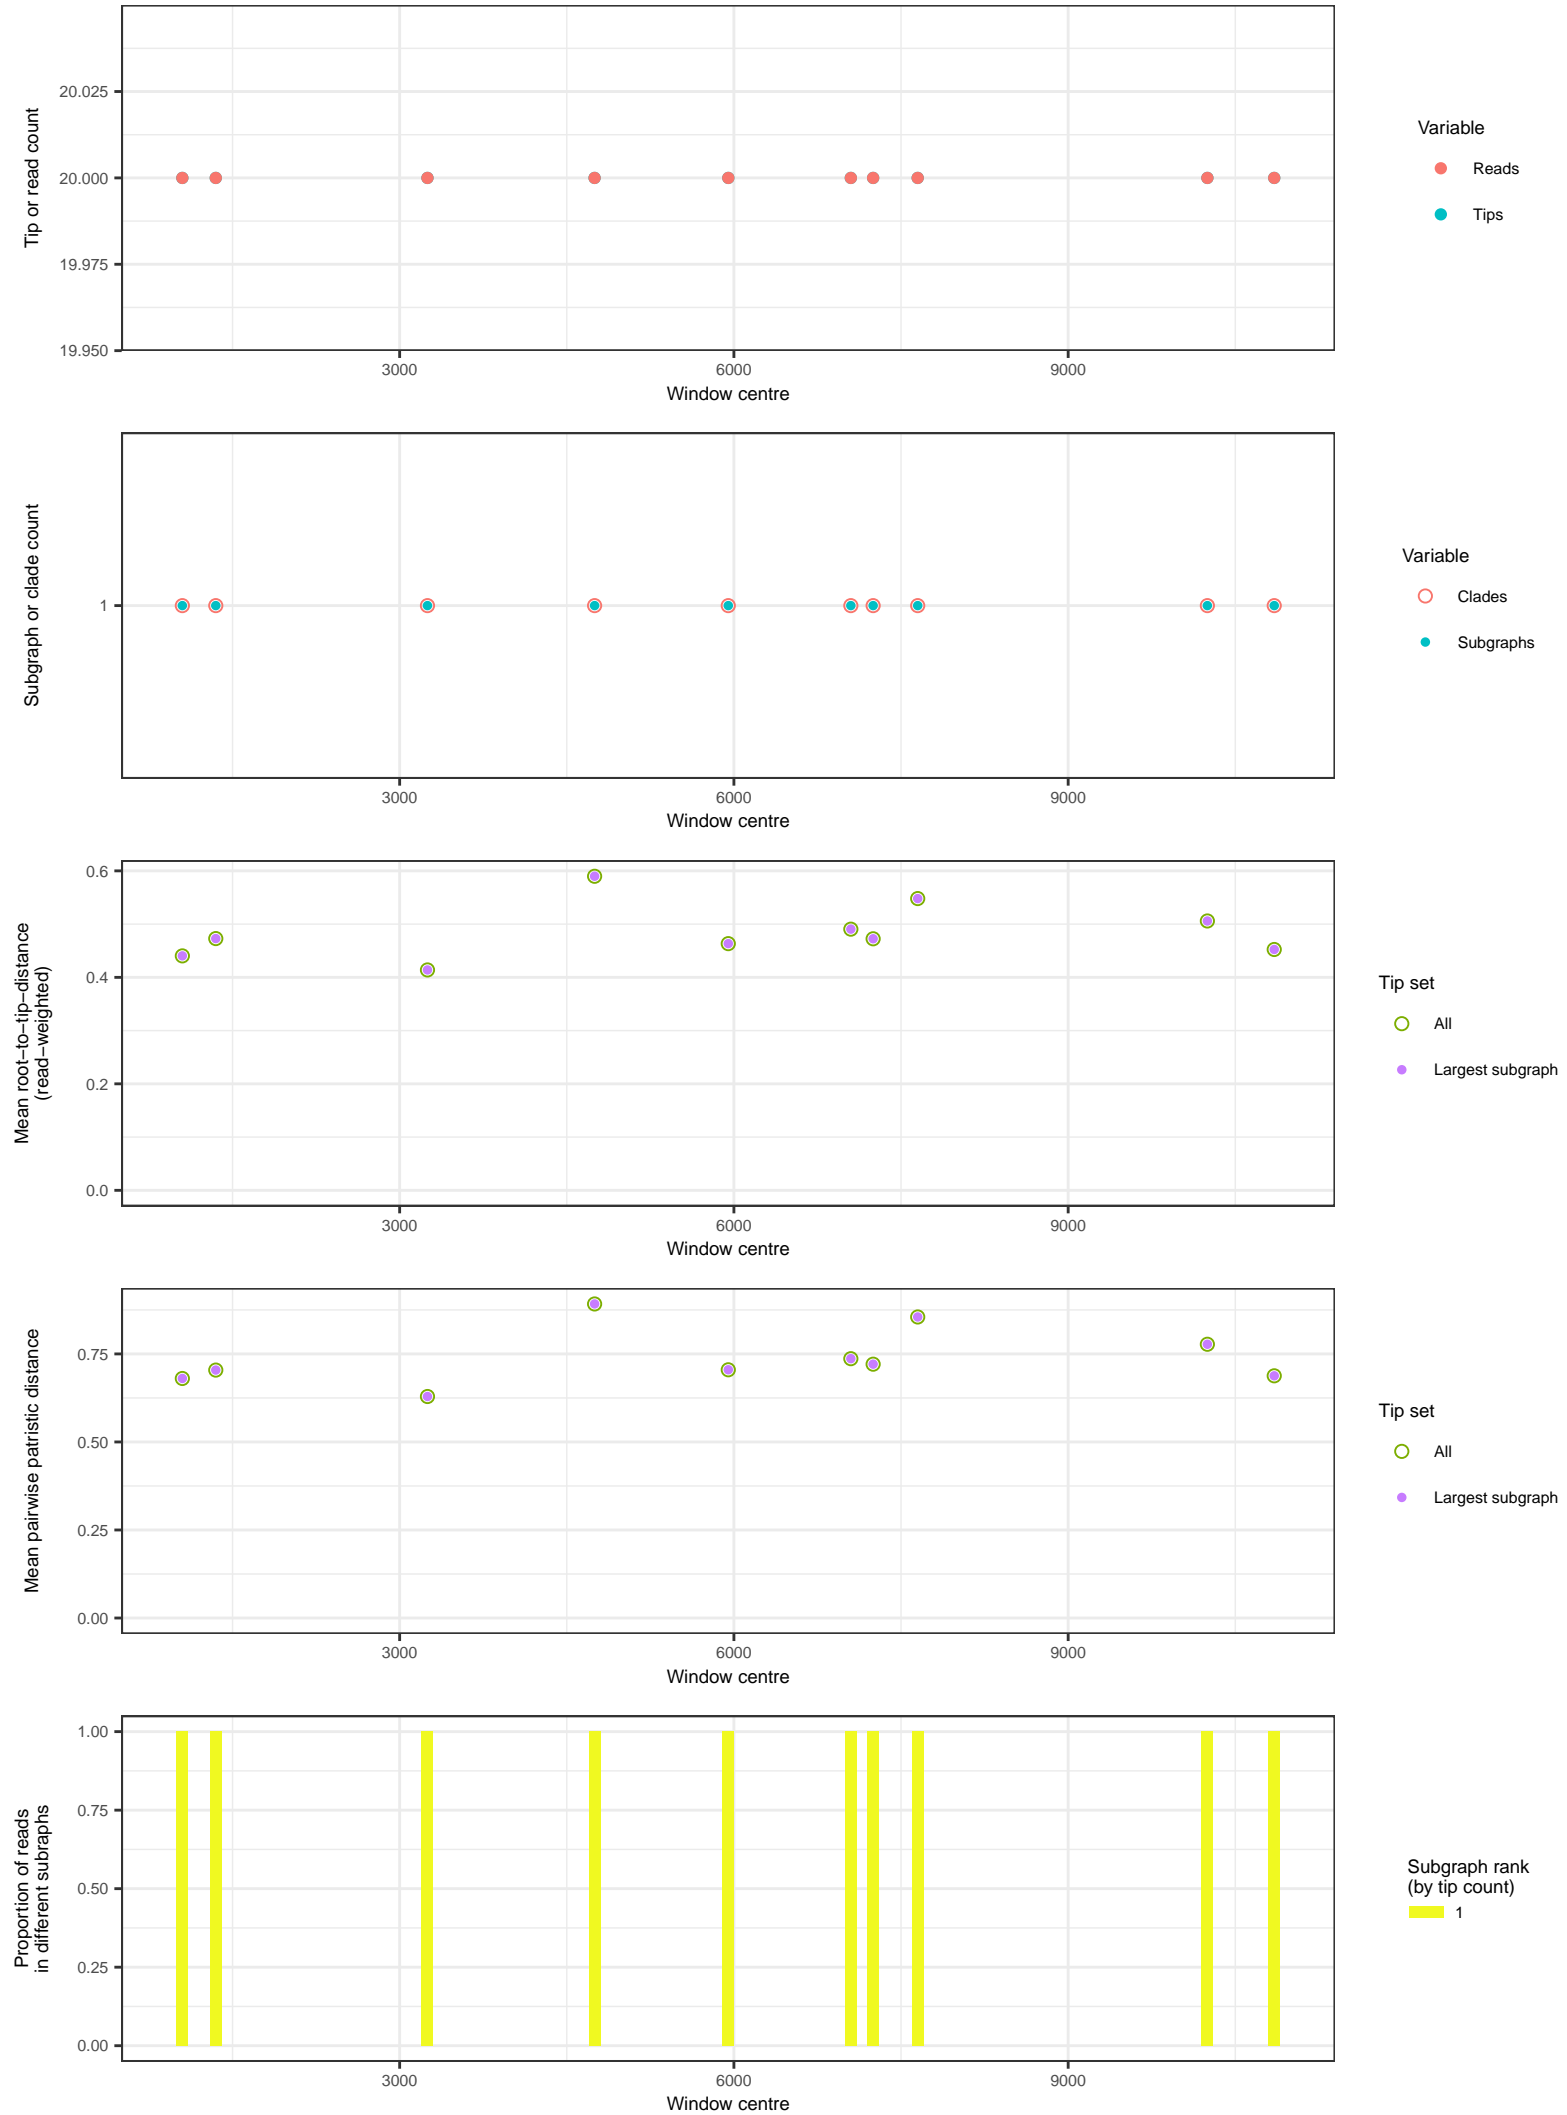 20.025
20.000
19.975
19.950
Tip or read count
3000 6000 9000
Window centre
Variable
Reads
Tips
1
Subgraph or clade count
3000 6000 9000
Window centre
Variable
Clades
Subgraphs
0.6
0.4
0.2
0.0
Mean root−to−tip−distance
(read−weighted)
3000 6000 9000
Window centre
Tip set
All
Largest subgraph
0.75
0.50
0.25
0.00
Mean pairwise patristic distance
3000 6000 9000
Window centre
Tip set
All
Largest subgraph
1.00
0.75
0.50
0.25
0.00
Proportion of reads
in different subraphs
3000 6000 9000
Window centre
Subgraph rank
(by tip count)
1